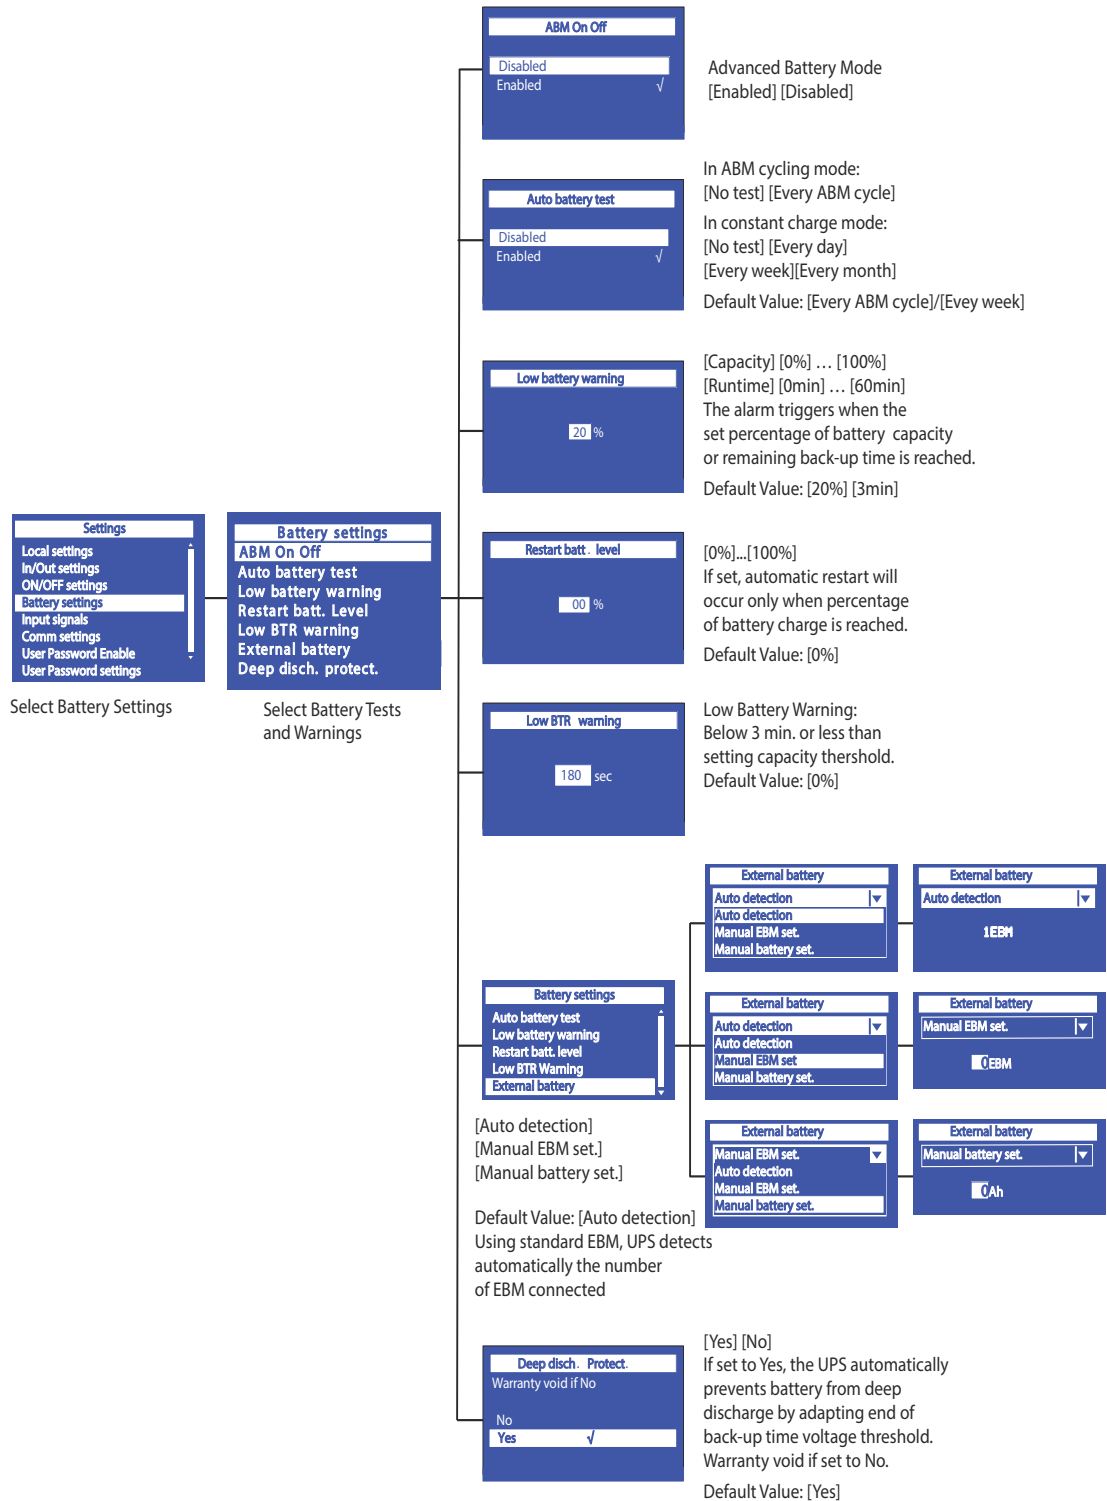 ABM On Off
Disabled
Enabled √
Advanced Battery Mode
[Enabled] [Disabled]
Auto battery test
Disabled
Enabled √
In ABM cycling mode:
[No test] [Every ABM cycle]
In constant charge mode:
[No test] [Every day]
[Every week][Every month]
Default Value: [Every ABM cycle]/[Evey week]
Low battery warning
20 %
[Capacity] [0%] … [100%]
[Runtime] [0min] … [60min]
The alarm triggers when the
set percentage of battery capacity
or remaining back-up time is reached.
Default Value: [20%] [3min]
Settings
Local settings
In/Out settings
ON/OFF settings
Battery settings
Input signals
Comm settings
User Password Enable
User Password settings
Select Battery Settings
Battery settings
ABM On Off
Auto battery test
Low battery warning
Restart batt. Level
Low BTR warning
External battery
Deep disch. protect.
Select Battery Tests
and Warnings
Restart batt. level
00 %
[0%]...[100%]
If set, automatic restart will
occur only when percentage
of battery charge is reached.
Default Value: [0%]
Low BTR warning
180 sec
Low Battery Warning:
Below 3 min. or less than
setting capacity thershold.
Default Value: [0%]
Battery settings
Auto battery test
Low battery warning
Restart batt. level
Low BTR Warning
External battery
[Auto detection]
[Manual EBM set.]
[Manual battery set.]
Default Value: [Auto detection]
Using standard EBM, UPS detects
automatically the number
of EBM connected
External battery
Auto detection
Auto detection
Manual EBM set.
Manual battery set.
External battery
Auto detection
1EBM
External battery
Auto detection
Auto detection
Manual EBM set
Manual battery set.
External battery
Manual EBM set.
0EBM
External battery
Manual EBM set.
Auto detection
Manual EBM set.
Manual battery set.
External battery
Manual battery set.
0Ah
Deep disch. Protect.
Warranty void if No
No
Yes √
[Yes] [No]
If set to Yes, the UPS automatically
prevents battery from deep
discharge by adapting end of
back-up time voltage threshold.
Warranty void if set to No.
Default Value: [Yes]